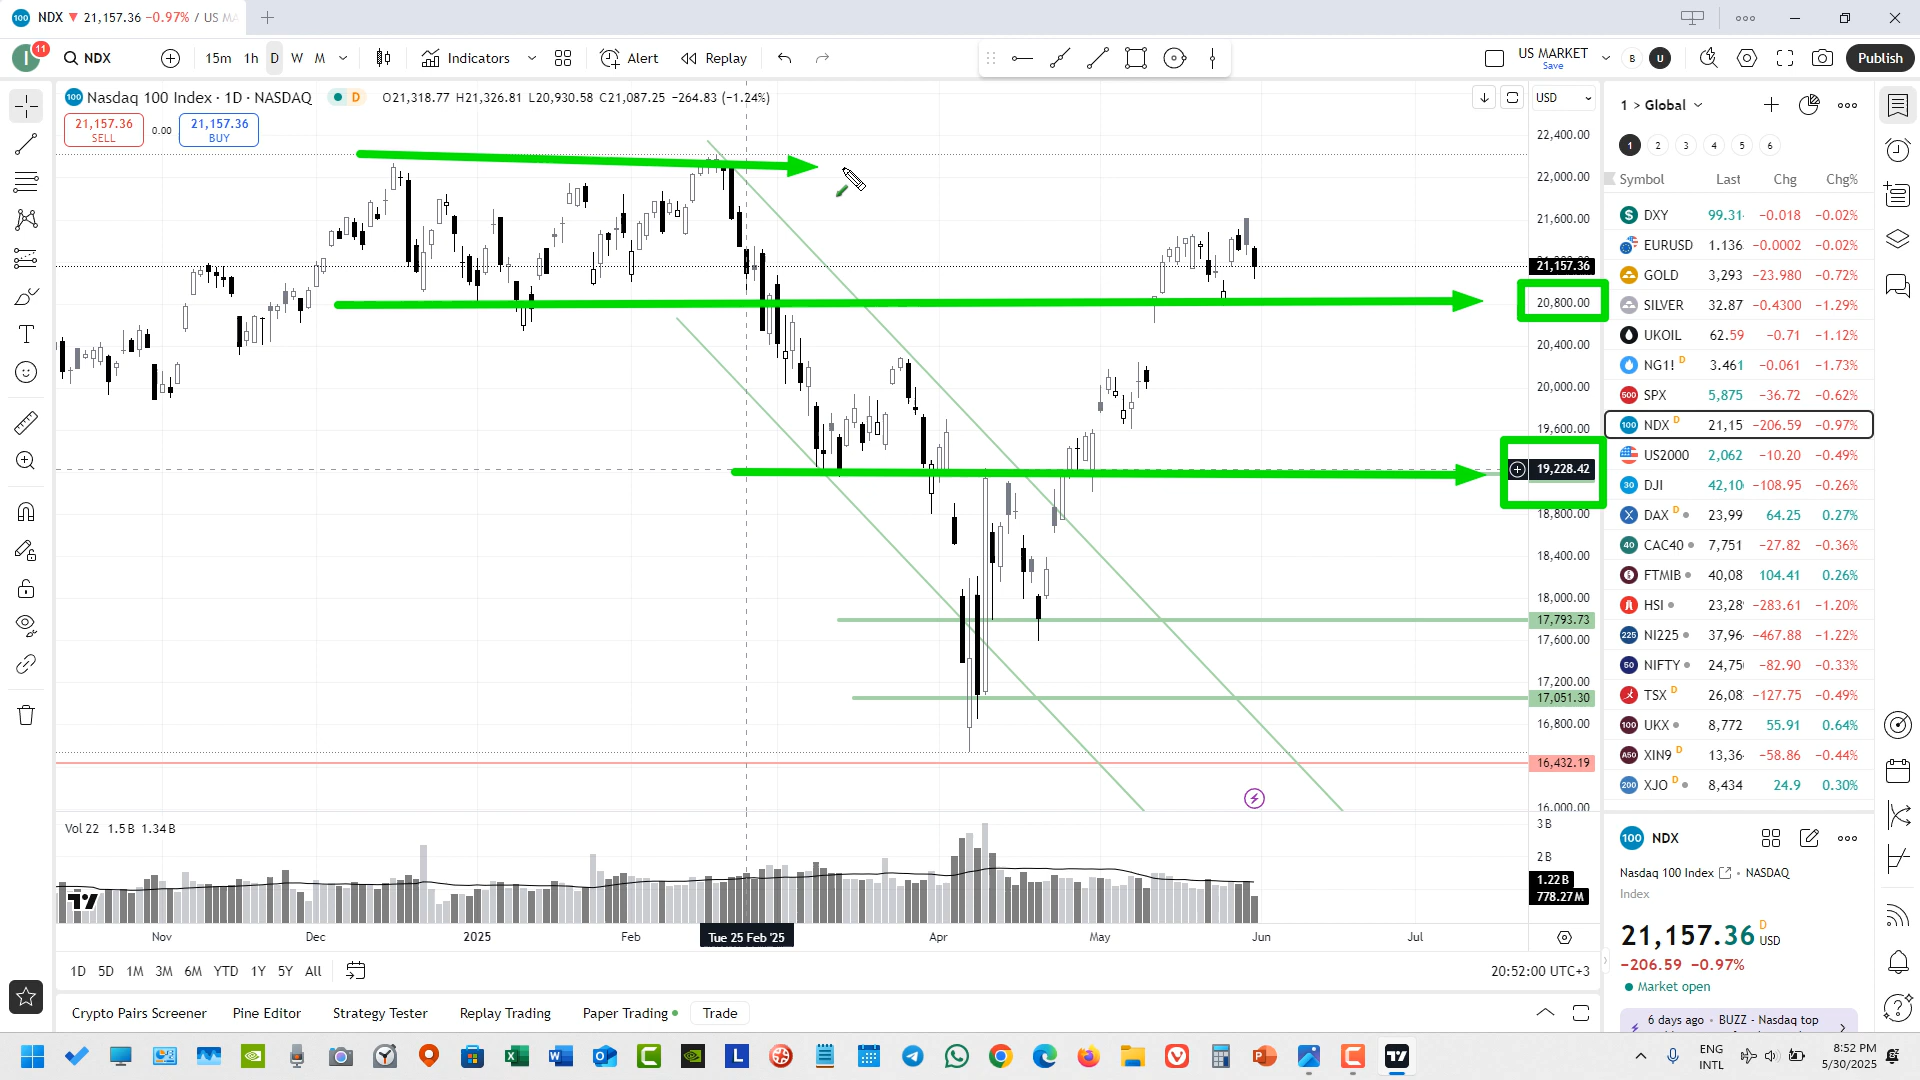 NDX ▼ 21,157.36 −0.97% / US MA
11
NDX
15m 1h D W M
Indicators
Alert
Replay
US MARKET
Save
B U
Publish
100 Nasdaq 100 Index · 1D · NASDAQ D O21,318.77 H21,326.81 L20,930.58 C21,087.25 −264.83 (−1.24%)
21,157.36
SELL
0.00
21,157.36
BUY
USD
22,400.00
22,000.00
21,600.00
21,157.36
20,800.00
20,400.00
20,000.00
19,600.00
19,228.42
18,800.00
18,400.00
18,000.00
17,793.73
17,600.00
17,200.00
17,051.30
16,800.00
16,432.19
16,000.00
Vol 22 1.5B 1.34B
3B
2B
1.22B
778.27M
Nov Dec 2025 Feb Tue 25 Feb '25 Apr May Jun Jul
1D 5D 1M 3M 6M YTD 1Y 5Y All
20:52:00 UTC+3
Crypto Pairs Screener Pine Editor Strategy Tester Replay Trading Paper Trading Trade
1 > Global
1 2 3 4 5 6
Symbol Last Chg Chg%
DXY 99.31 −0.018 −0.02%
EURUSD 1.136 −0.0002 −0.02%
GOLD 3,293 −23.980 −0.72%
SILVER 32.87 −0.4300 −1.29%
UKOIL 62.59 −0.71 −1.12%
NG1! D 3.461 −0.061 −1.73%
500 SPX 5,875 −36.72 −0.62%
100 NDX D 21,15 −206.59 −0.97%
US2000 2,062 −10.20 −0.49%
30 DJI 42,10 −108.95 −0.26%
DAX D 23,99 64.25 0.27%
40 CAC40 7,751 −27.82 −0.36%
FTMIB 40,08 104.41 0.26%
HSI 23,28 −283.61 −1.20%
225 NI225 37,96 −467.88 −1.22%
50 NIFTY 24,75 −82.90 −0.33%
TSX D 26,08 −127.75 −0.49%
100 UKX 8,772 55.91 0.64%
A50 XIN9 D 13,36 −58.86 −0.44%
200 XJO D 8,434 24.9 0.30%
100 NDX
Nasdaq 100 Index • NASDAQ
Index
21,157.36 D USD
−206.59 −0.97%
Market open
6 days ago • BUZZ - Nasdaq top
ENG
INTL
8:52 PM
5/30/2025